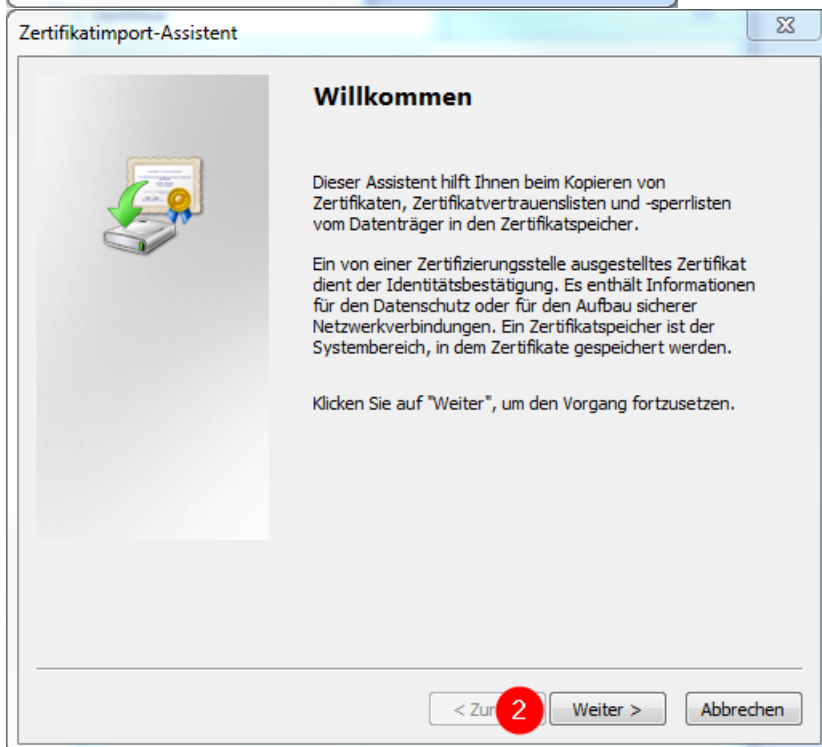 Zertifikatimport-Assistent
Willkommen
Dieser Assistent hilft Ihnen beim Kopieren von
Zertifikaten, Zertifikatvertrauenslisten und -sperrlisten
vom Datenträger in den Zertifikatspeicher.
Ein von einer Zertifizierungsstelle ausgestelltes Zertifikat
dient der Identitätsbestätigung. Es enthält Informationen
für den Datenschutz oder für den Aufbau sicherer
Netzwerkverbindungen. Ein Zertifikatspeicher ist der
Systembereich, in dem Zertifikate gespeichert werden.
Klicken Sie auf "Weiter", um den Vorgang fortzusetzen.
< Zur 2 Weiter > Abbrechen